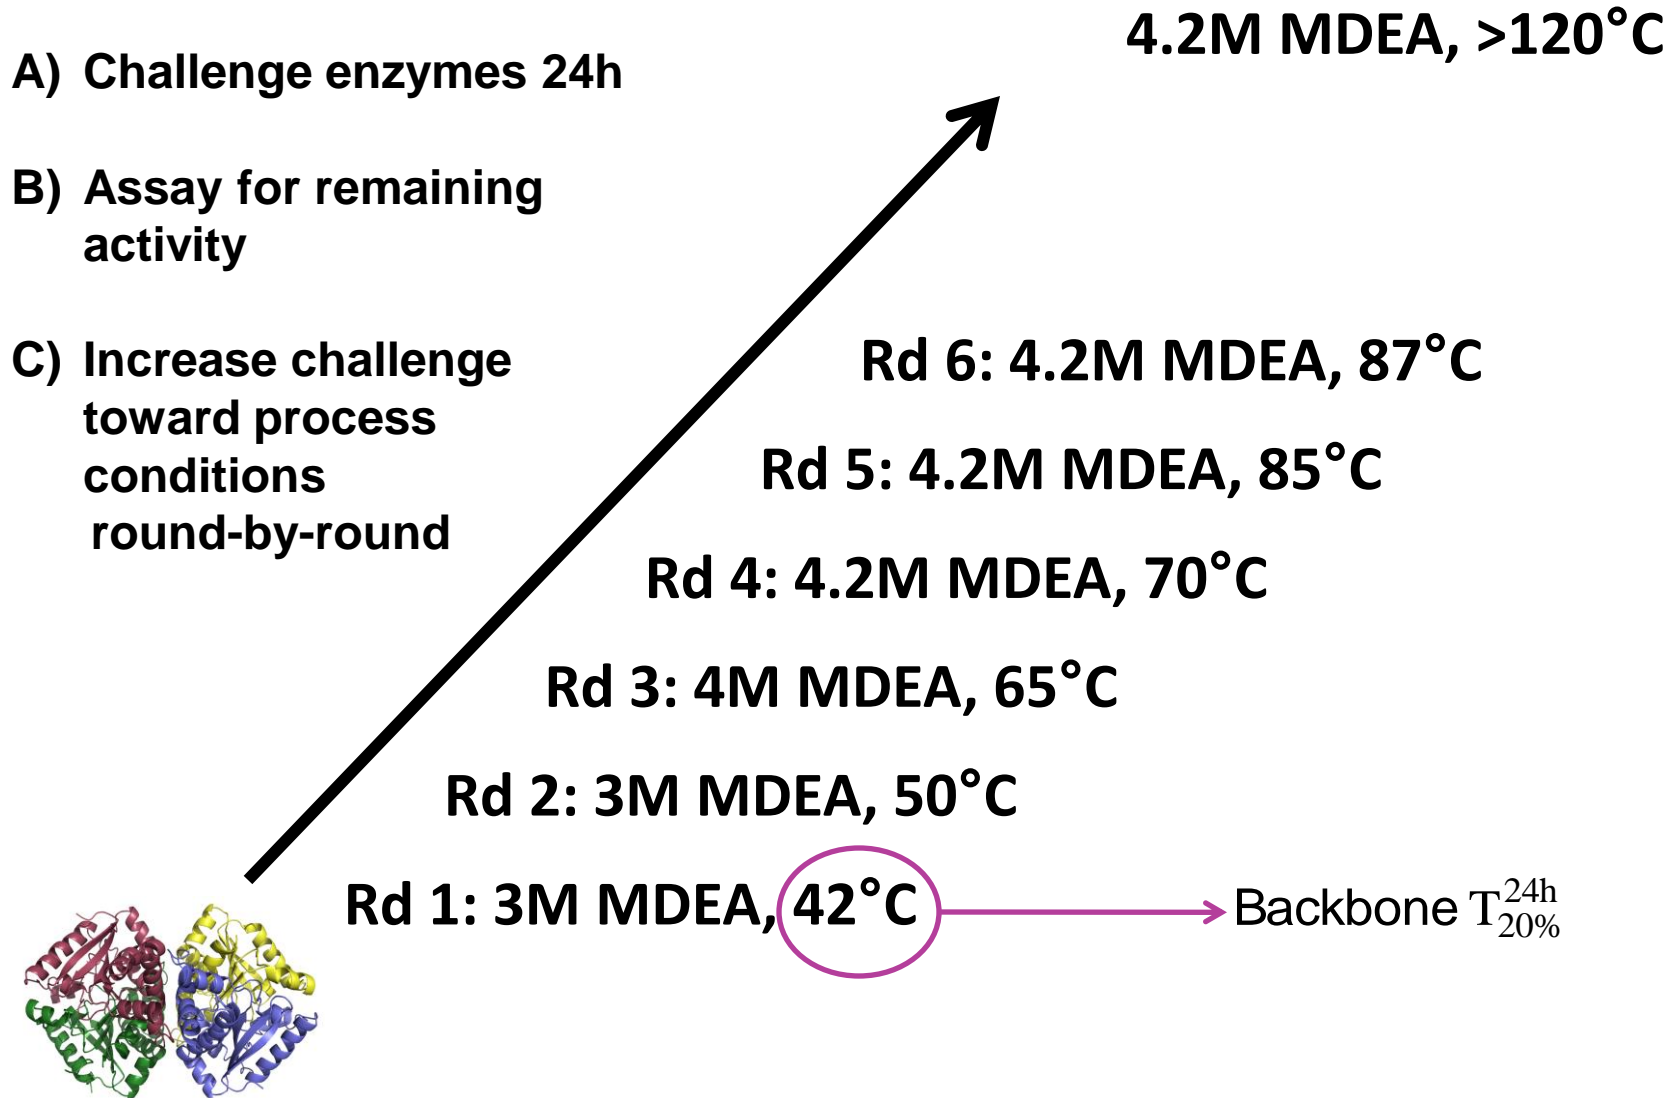 4.2M MDEA, >120°C
A) Challenge enzymes 24h
B) Assay for remaining
activity
C) Increase challenge
toward process
conditions
round-by-round
Rd 6: 4.2M MDEA, 87°C
Rd 5: 4.2M MDEA, 85°C
Rd 4: 4.2M MDEA, 70°C
Rd 3: 4M MDEA, 65°C
Rd 2: 3M MDEA, 50°C
Rd 1: 3M MDEA, 42°C
Backbone T 24h 20%